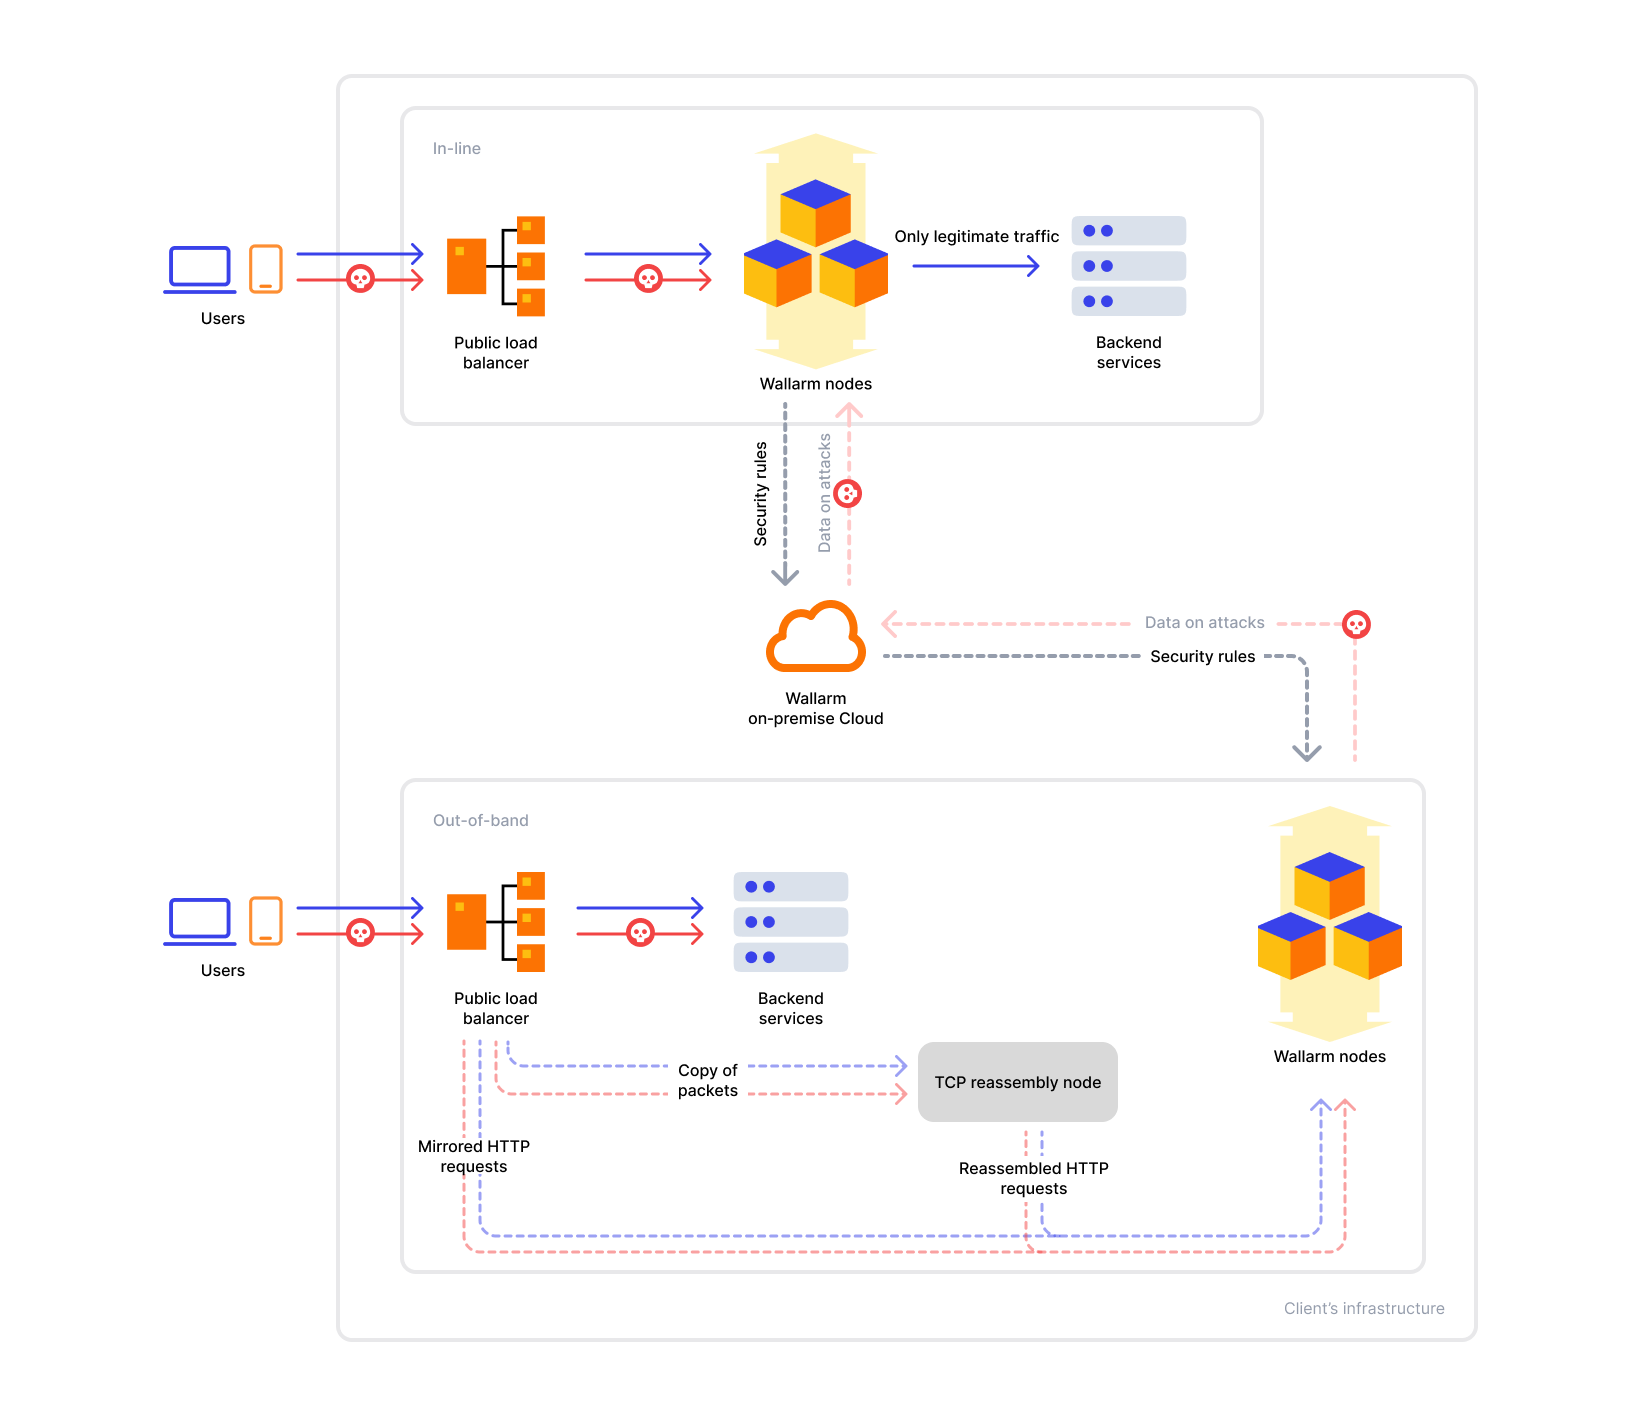 In-line
Only legitimate traffic
Users
Public load
balancer
Backend
services
Wallarm nodes
Security rules
Data on attacks
Data on attacks
Security rules
Wallarm
on-premise Cloud
Out-of-band
Users
Public load
balancer
Backend
services
Wallarm nodes
Copy of
packets
TCP reassembly node
Mirrored HTTP
requests
Reassembled HTTP
requests
Client's infrastructure